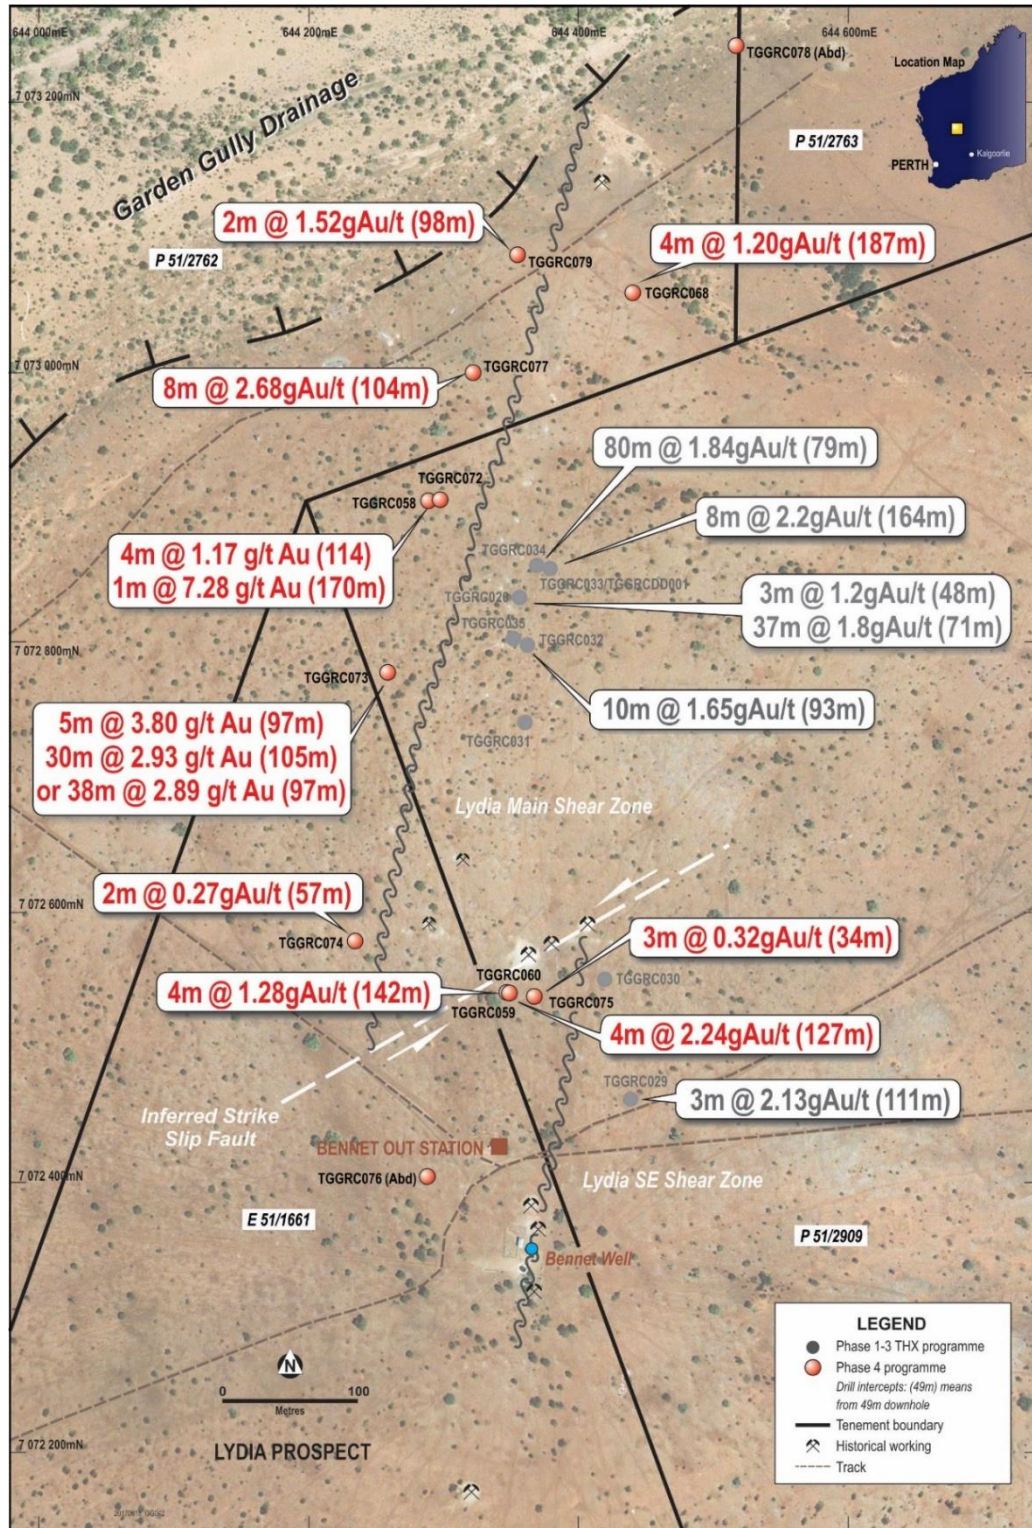 644 000mE
644 200mE
644 400mE
644 600mE
TGGRC078 (Abd)
Location Map
Kalgoorlie
PERTH
7 073 200mN
P 51/2763
Garden Gully Drainage
2m @ 1.52gAu/t (98m)
4m @ 1.20gAu/t (187m)
P 51/2762
TGGRC079
TGGRC068
7 073 000mN
TGGRC077
8m @ 2.68gAu/t (104m)
80m @ 1.84gAu/t (79m)
TGGRC072
TGGRC058
8m @ 2.2gAu/t (164m)
4m @ 1.17 g/t Au (114)
1m @ 7.28 g/t Au (170m)
TGGRC034
TGGRC033/TGGRCDD001
TGGRC028
3m @ 1.2gAu/t (48m)
37m @ 1.8gAu/t (71m)
TGGRC035
TGGRC032
7 072 800mN
TGGRC073
10m @ 1.65gAu/t (93m)
5m @ 3.80 g/t Au (97m)
30m @ 2.93 g/t Au (105m)
or 38m @ 2.89 g/t Au (97m)
TGGRC031
Lydia Main Shear Zone
2m @ 0.27gAu/t (57m)
7 072 600mN
3m @ 0.32gAu/t (34m)
TGGRC074
TGGRC060
TGGRC030
4m @ 1.28gAu/t (142m)
TGGRC075
TGGRC059
4m @ 2.24gAu/t (127m)
TGGRC029
3m @ 2.13gAu/t (111m)
Inferred Strike
Slip Fault
BENNET OUT STATION
7 072 400mN
TGGRC076 (Abd)
Lydia SE Shear Zone
E 51/1661
P 51/2909
Bennet Well
LEGEND
Phase 1-3 THX programme
Phase 4 programme
Drill intercepts: (49m) means
from 49m downhole
Tenement boundary
Historical working
Track
N
0
100
Metres
LYDIA PROSPECT
7 072 200mN